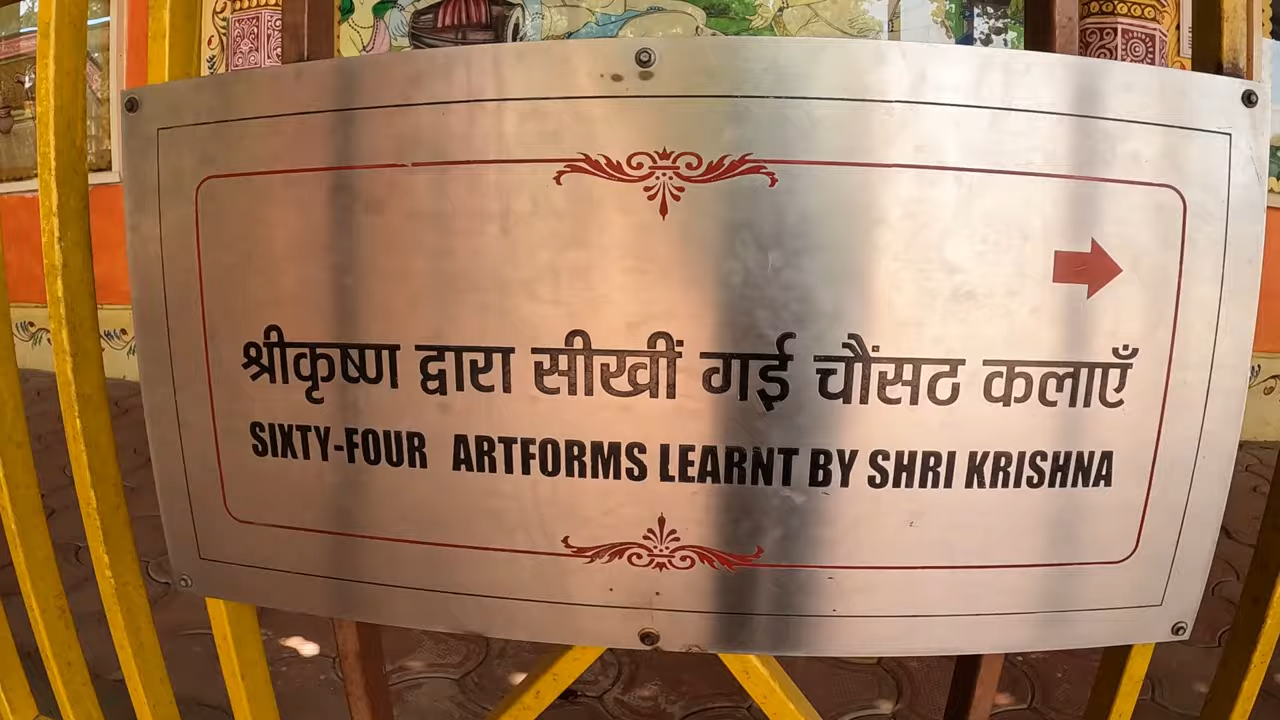 श्रीकृष्ण द्वारा सीखीं गई चौंसठ कलाएँ
SIXTY-FOUR ARTFORMS LEARNT BY SHRI KRISHNA